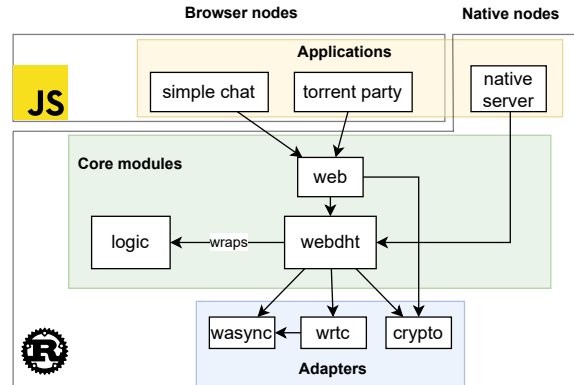 Browser nodes
Native nodes
Applications
JS
simple chat
torrent party
native
server
Core modules
web
logic
wraps
webdht
wasync
wrtc
crypto
R
Adapters